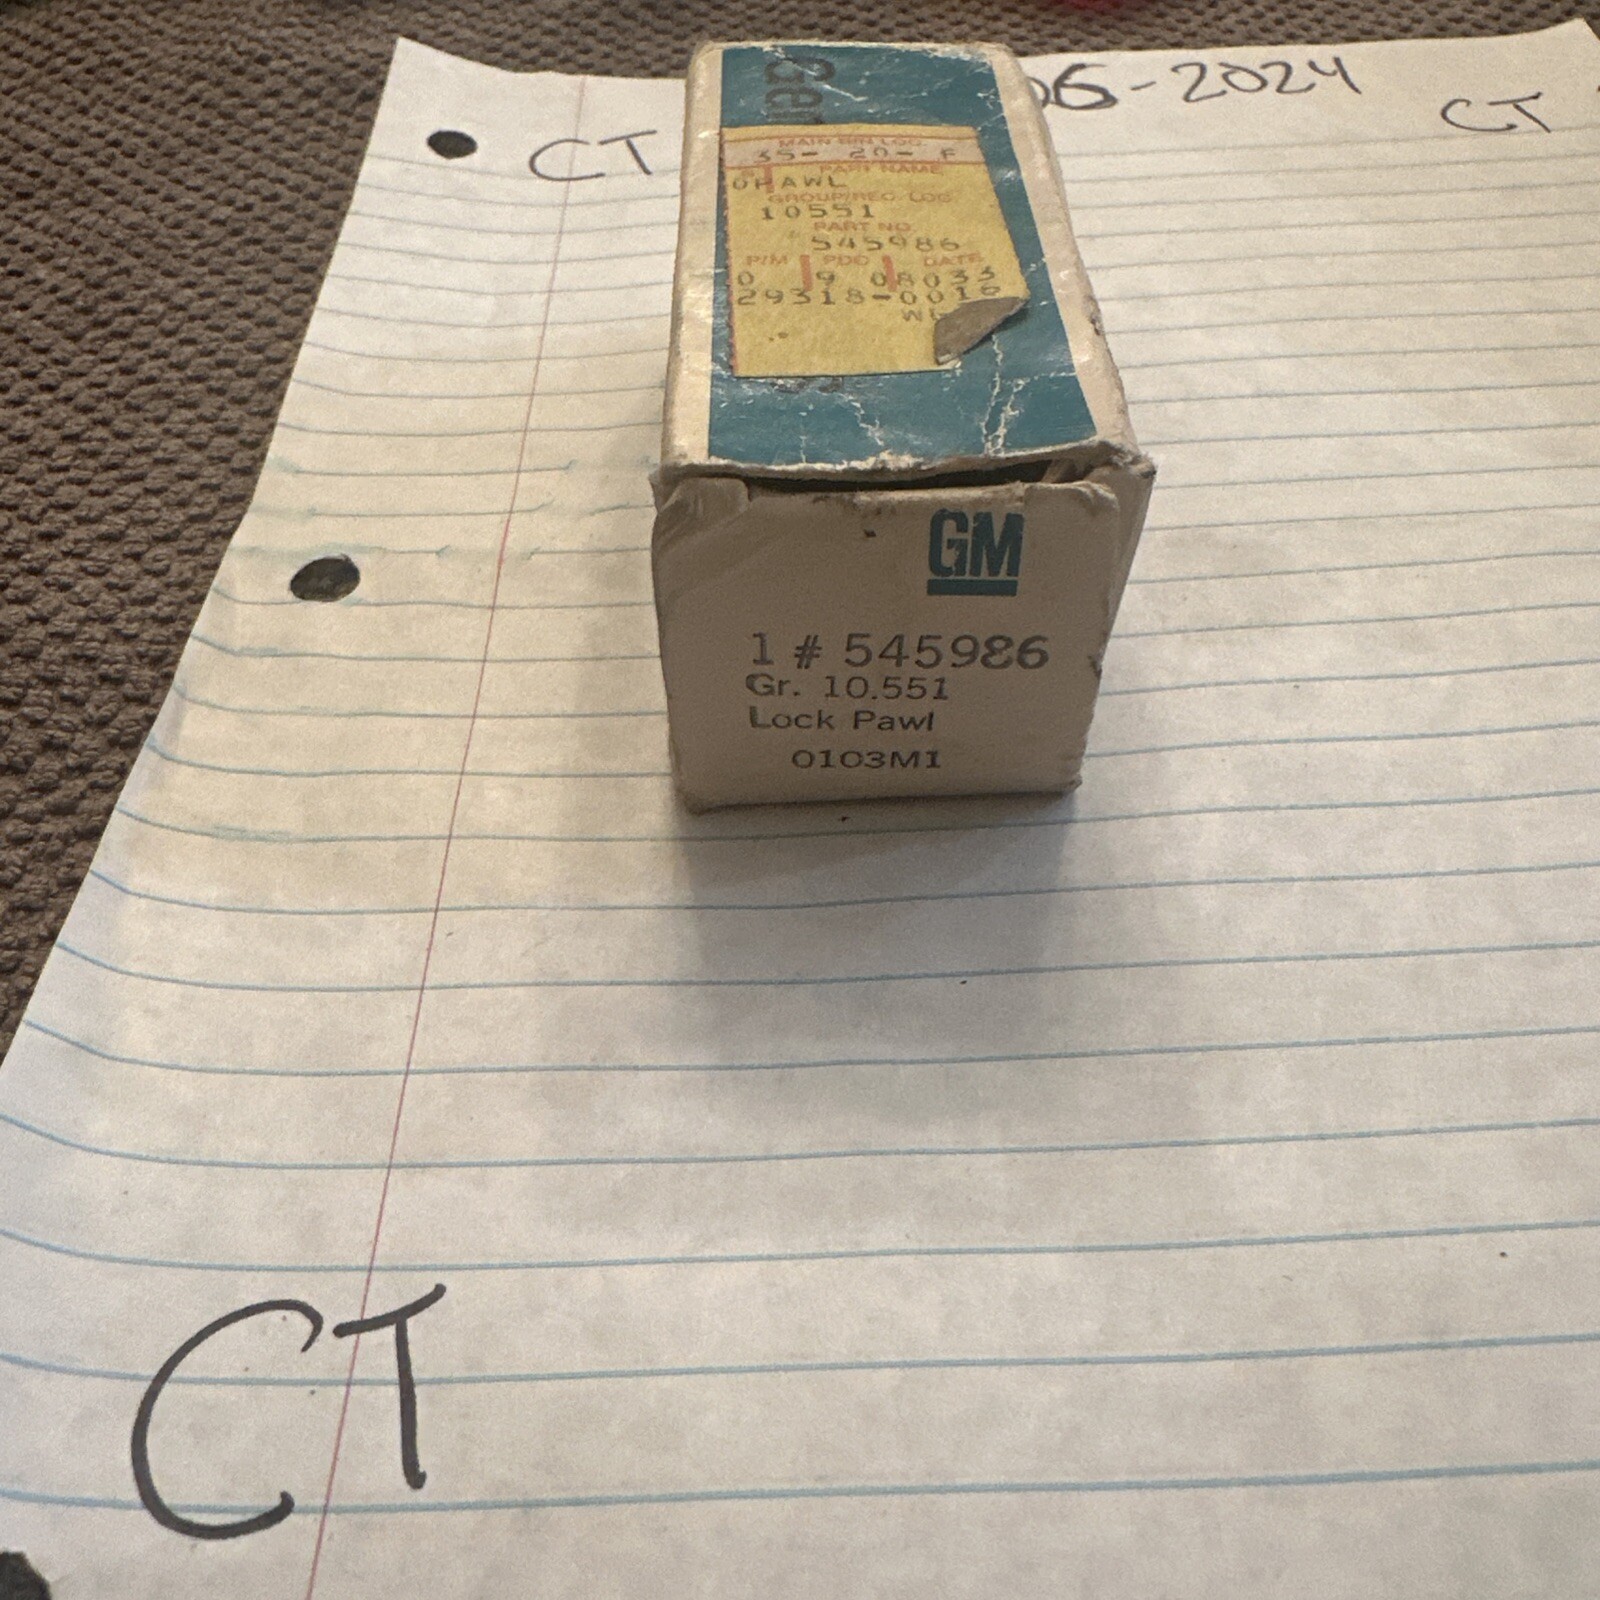 06-2024
CT
CT
MAIN BIN LOC.
35- 20- F
PART NAME
0PAWL
GROUP/REC. LOC.
10551
PART NO.
545986
P/M PDC DATE
0 9 08033
29318-0016
GM
1 # 545986
Gr. 10.551
Lock Pawl
0103M1
CT